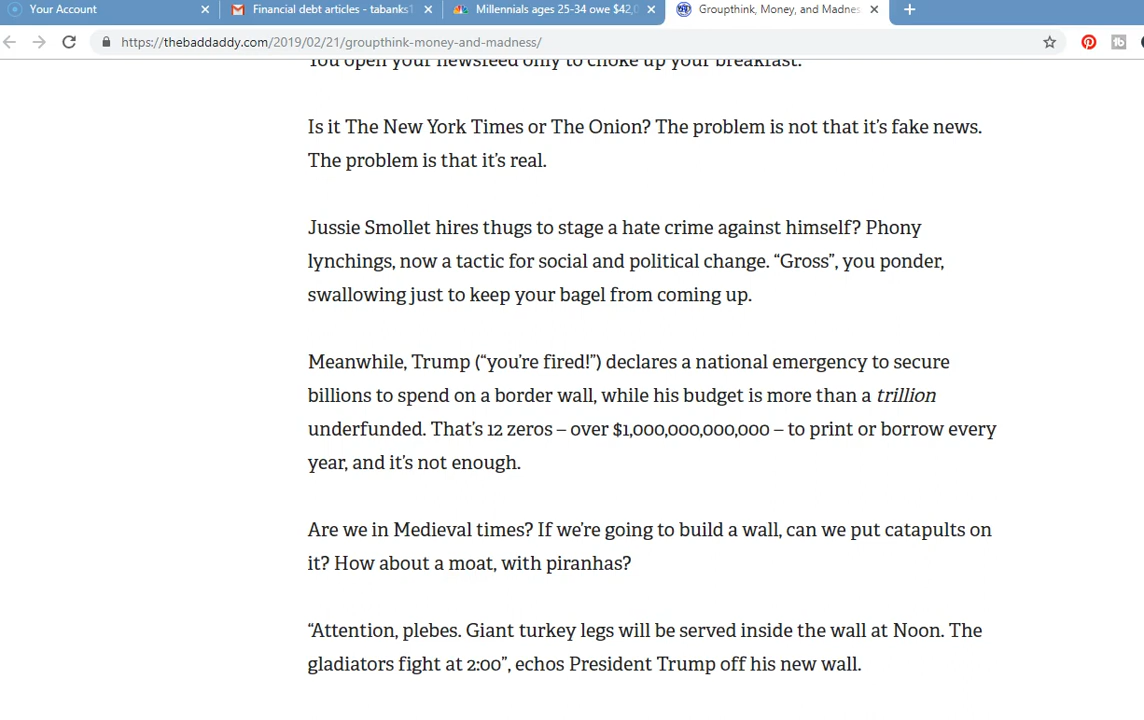 Your Account
Financial debt articles - tabanks1
Millennials ages 25-34 owe $42,0
Groupthink, Money, and Madnes
https://thebaddaddy.com/2019/02/21/groupthink-money-and-madness/
You open your newsfeed only to choke up your breakfast.
Is it The New York Times or The Onion? The problem is not that it’s fake news.
The problem is that it’s real.
Jussie Smollet hires thugs to stage a hate crime against himself? Phony
lynchings, now a tactic for social and political change. “Gross”, you ponder,
swallowing just to keep your bagel from coming up.
Meanwhile, Trump (“you’re fired!”) declares a national emergency to secure
billions to spend on a border wall, while his budget is more than a trillion
underfunded. That’s 12 zeros – over $1,000,000,000,000 – to print or borrow every
year, and it’s not enough.
Are we in Medieval times? If we’re going to build a wall, can we put catapults on
it? How about a moat, with piranhas?
“Attention, plebes. Giant turkey legs will be served inside the wall at Noon. The
gladiators fight at 2:00”, echos President Trump off his new wall.